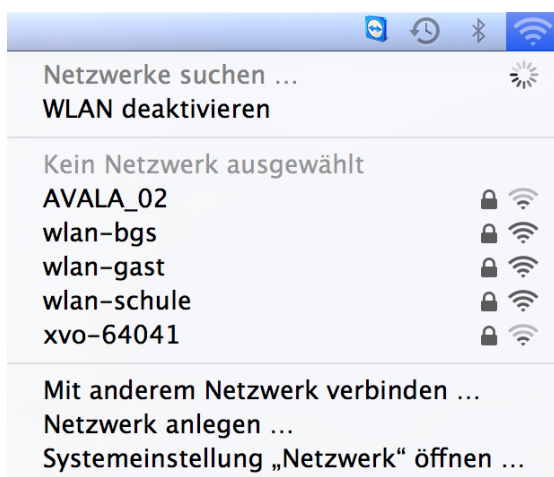 Netzwerke suchen …
WLAN deaktivieren
Kein Netzwerk ausgewählt
AVALA_02
wlan-bgs
wlan-gast
wlan-schule
xvo-64041
Mit anderem Netzwerk verbinden …
Netzwerk anlegen …
Systemeinstellung „Netzwerk“ öffnen …